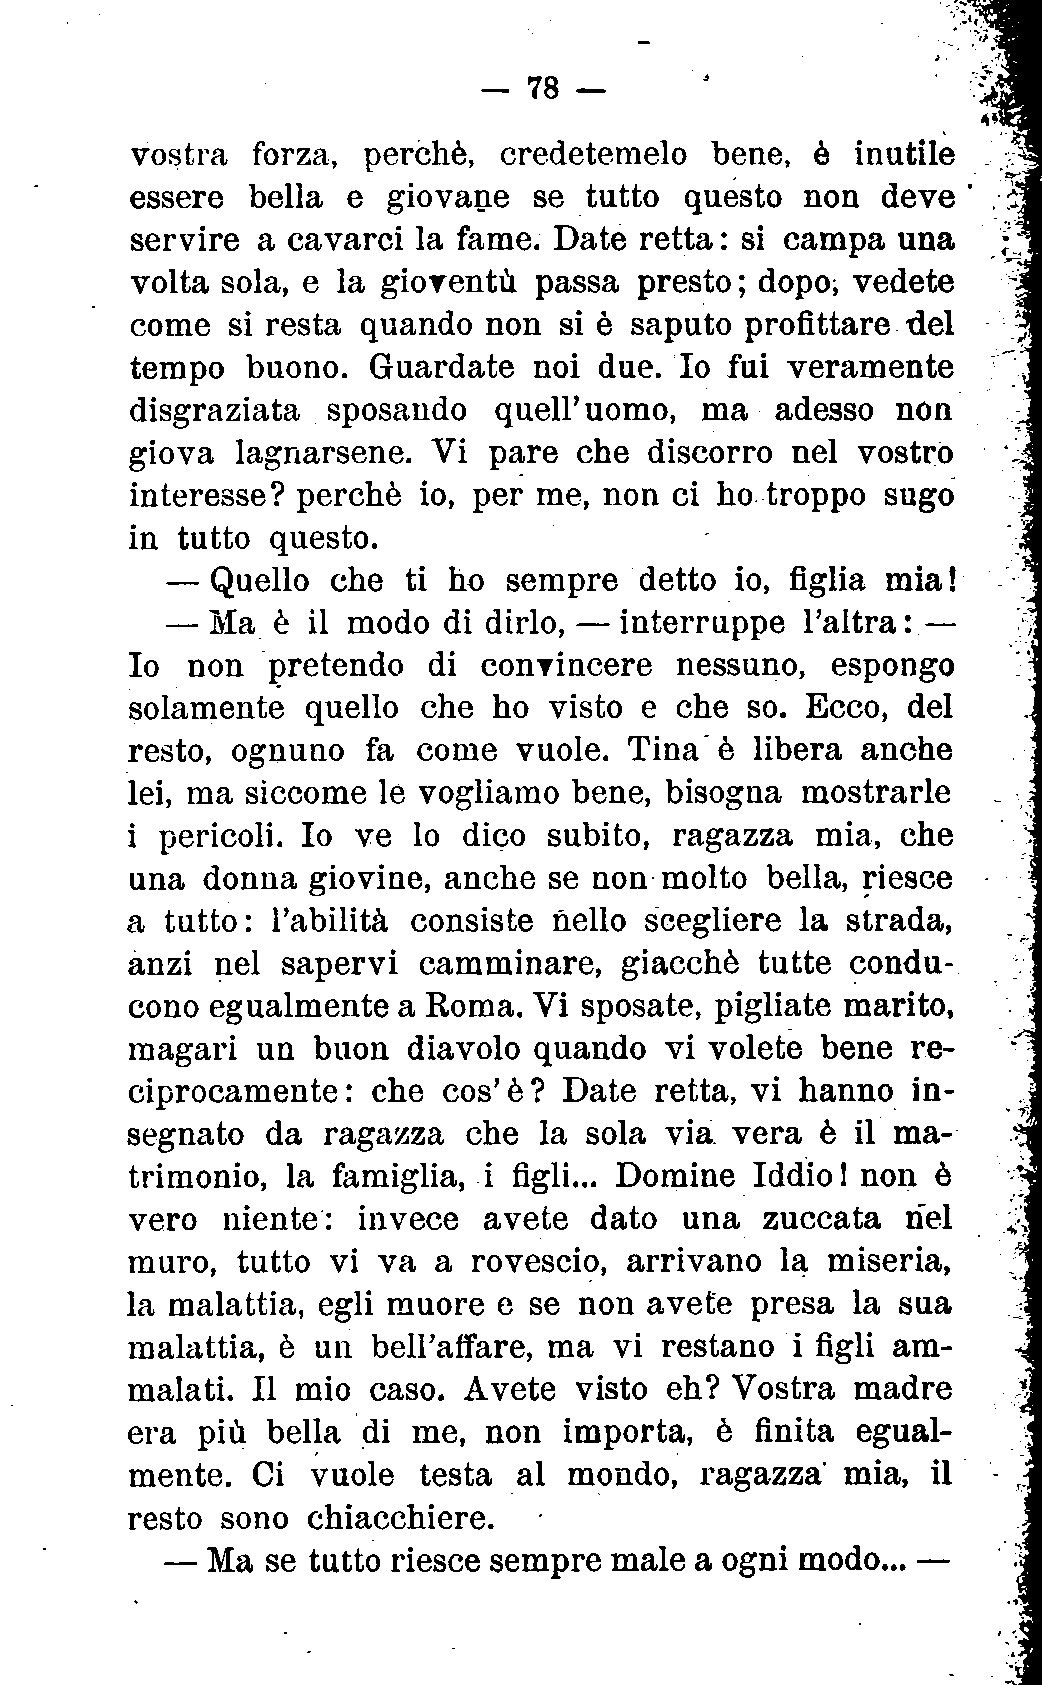 — 78 —
vostra forza, perchè, credetemelo bene, è inutile
essere bella e giovane se tutto questo non deve
servire a cavarci la fame. Date retta: si campa una
volta sola, e la gioventù passa presto; dopo, vedete
come si resta quando non si è saputo profittare del
tempo buono. Guardate noi due. Io fui veramente
disgraziata sposando quell'uomo, ma adesso non
giova lagnarsene. Vi pare che discorro nel vostro
interesse? perchè io, per me, non ci ho troppo sugo
in tutto questo.
— Quello che ti ho sempre detto io, figlia mia!
— Ma è il modo di dirlo, — interruppe l'altra: —
Io non pretendo di convincere nessuno, espongo
solamente quello che ho visto e che so. Ecco, del
resto, ognuno fa come vuole. Tina è libera anche
lei, ma siccome le vogliamo bene, bisogna mostrarle
i pericoli. Io ve lo dico subito, ragazza mia, che
una donna giovine, anche se non molto bella, riesce
a tutto: l'abilità consiste nello scegliere la strada,
anzi nel sapervi camminare, giacchè tutte condu-
cono egualmente a Roma. Vi sposate, pigliate marito,
magari un buon diavolo quando vi volete bene re-
ciprocamente: che cos'è? Date retta, vi hanno in-
segnato da ragazza che la sola via vera è il ma-
trimonio, la famiglia, i figli... Domine Iddio! non è
vero niente: invece avete dato una zuccata nel
muro, tutto vi va a rovescio, arrivano la miseria,
la malattia, egli muore e se non avete presa la sua
malattia, è un bell'affare, ma vi restano i figli am-
malati. Il mio caso. Avete visto eh? Vostra madre
era più bella di me, non importa, è finita egual-
mente. Ci vuole testa al mondo, ragazza mia, il
resto sono chiacchiere.
— Ma se tutto riesce sempre male a ogni modo... —